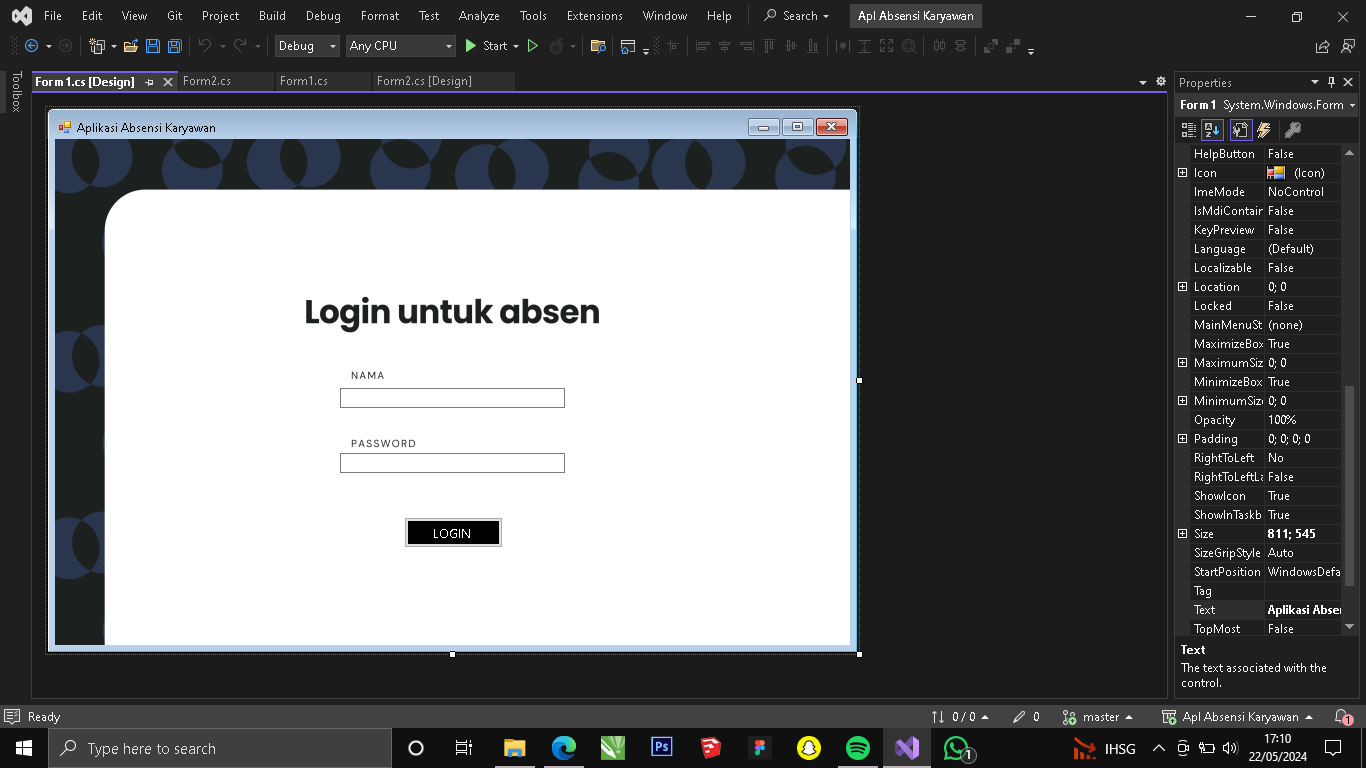 File Edit View Git Project Build Debug Format Test Analyze Tools Extensions Window Help Search Apl Absensi Karyawan
Debug Any CPU Start
Toolbox
Form1.cs [Design] Form2.cs Form1.cs Form2.cs [Design]
Aplikasi Absensi Karyawan
Login untuk absen
NAMA
PASSWORD
LOGIN
Properties
Form1 System.Windows.Form
HelpButton False
Icon (Icon)
ImeMode NoControl
IsMdiContain False
KeyPreview False
Language (Default)
Localizable False
Location 0; 0
Locked False
MainMenuSt (none)
MaximizeBox True
MaximumSiz 0; 0
MinimizeBox True
MinimumSiz 0; 0
Opacity 100%
Padding 0; 0; 0; 0
RightToLeft No
RightToLeftLa False
ShowIcon True
ShowInTaskb True
Size 811; 545
SizeGripStyle Auto
StartPosition WindowsDefa
Tag
Text Aplikasi Abse
TopMost False
Text
The text associated with the
control.
Ready 0 / 0 0 master Apl Absensi Karyawan 1
Type here to search Ps 1 IHSG 17:10
22/05/2024